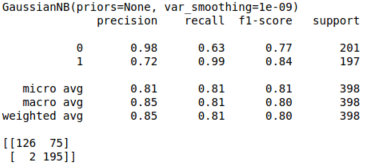 GaussianNB(priors=None, var_smoothing=1e-09)
precision recall f1-score support
0 0.98 0.63 0.77 201
1 0.72 0.99 0.84 197
micro avg 0.81 0.81 0.81 398
macro avg 0.85 0.81 0.80 398
weighted avg 0.85 0.81 0.80 398
[[126 75]
[ 2 195]]